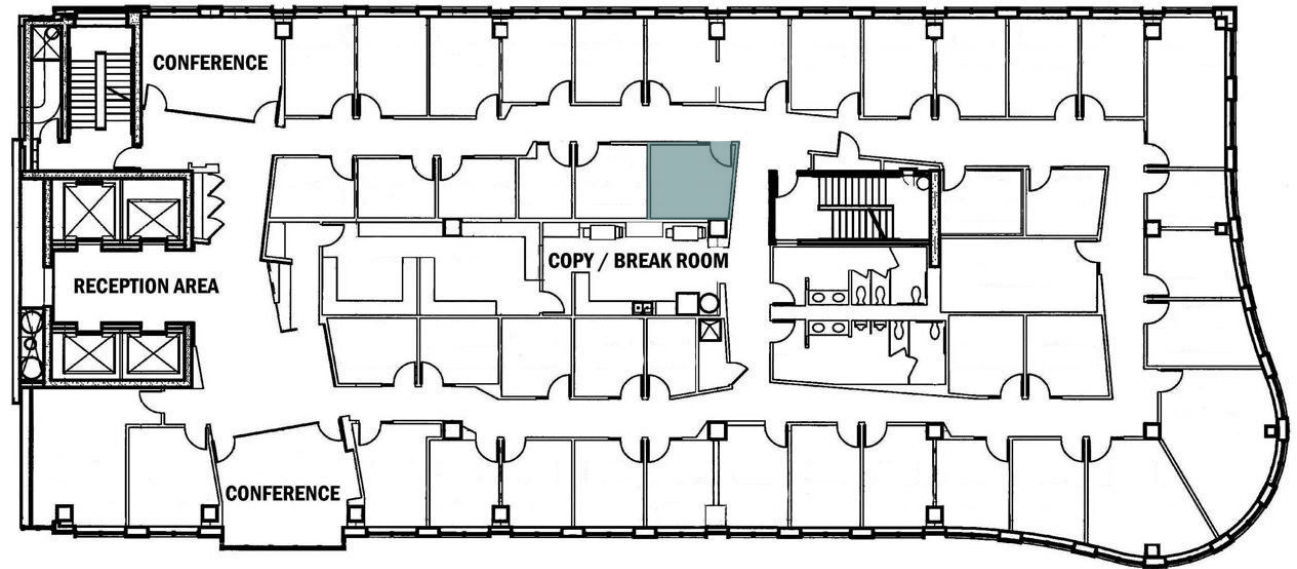 CONFERENCE
RECEPTION AREA
COPY / BREAK ROOM
CONFERENCE